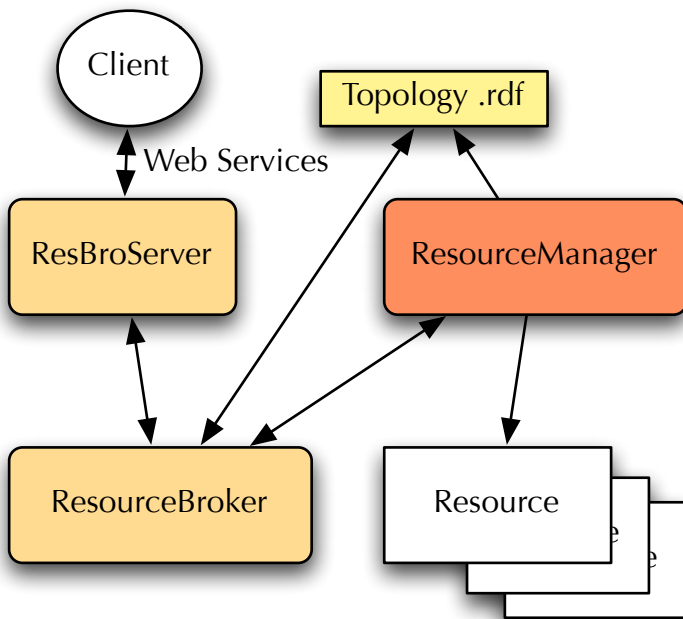 Client
Topology .rdf
Web Services
ResBroServer
ResourceManager
ResourceBroker
Resource
e
e